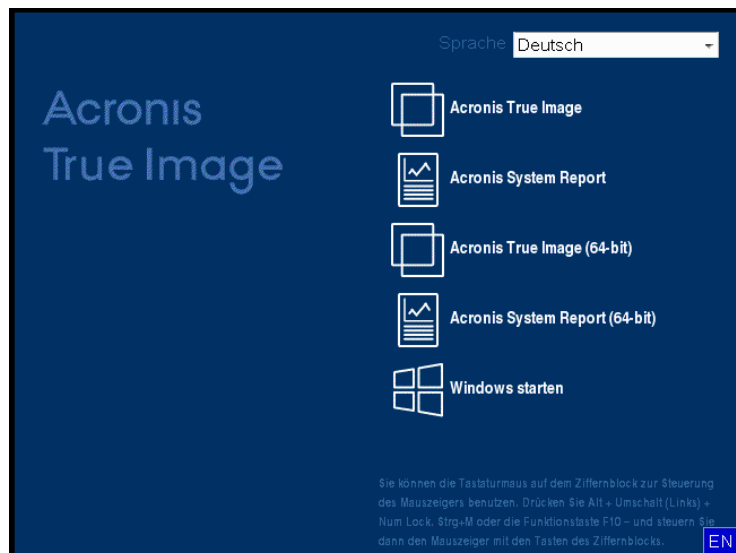 Sprache Deutsch
Acronis
True Image
Acronis True Image
Acronis System Report
Acronis True Image (64-bit)
Acronis System Report (64-bit)
Windows starten
Sie können die Tastaturmaus auf dem Ziffernblock zur Steuerung
des Mauszeigers benutzen. Drücken Sie Alt + Umschalt (Links) +
Num Lock, Strg+M oder die Funktionstaste F10 – und steuern Sie
dann den Mauszeiger mit den Tasten des Ziffernblocks.
EN